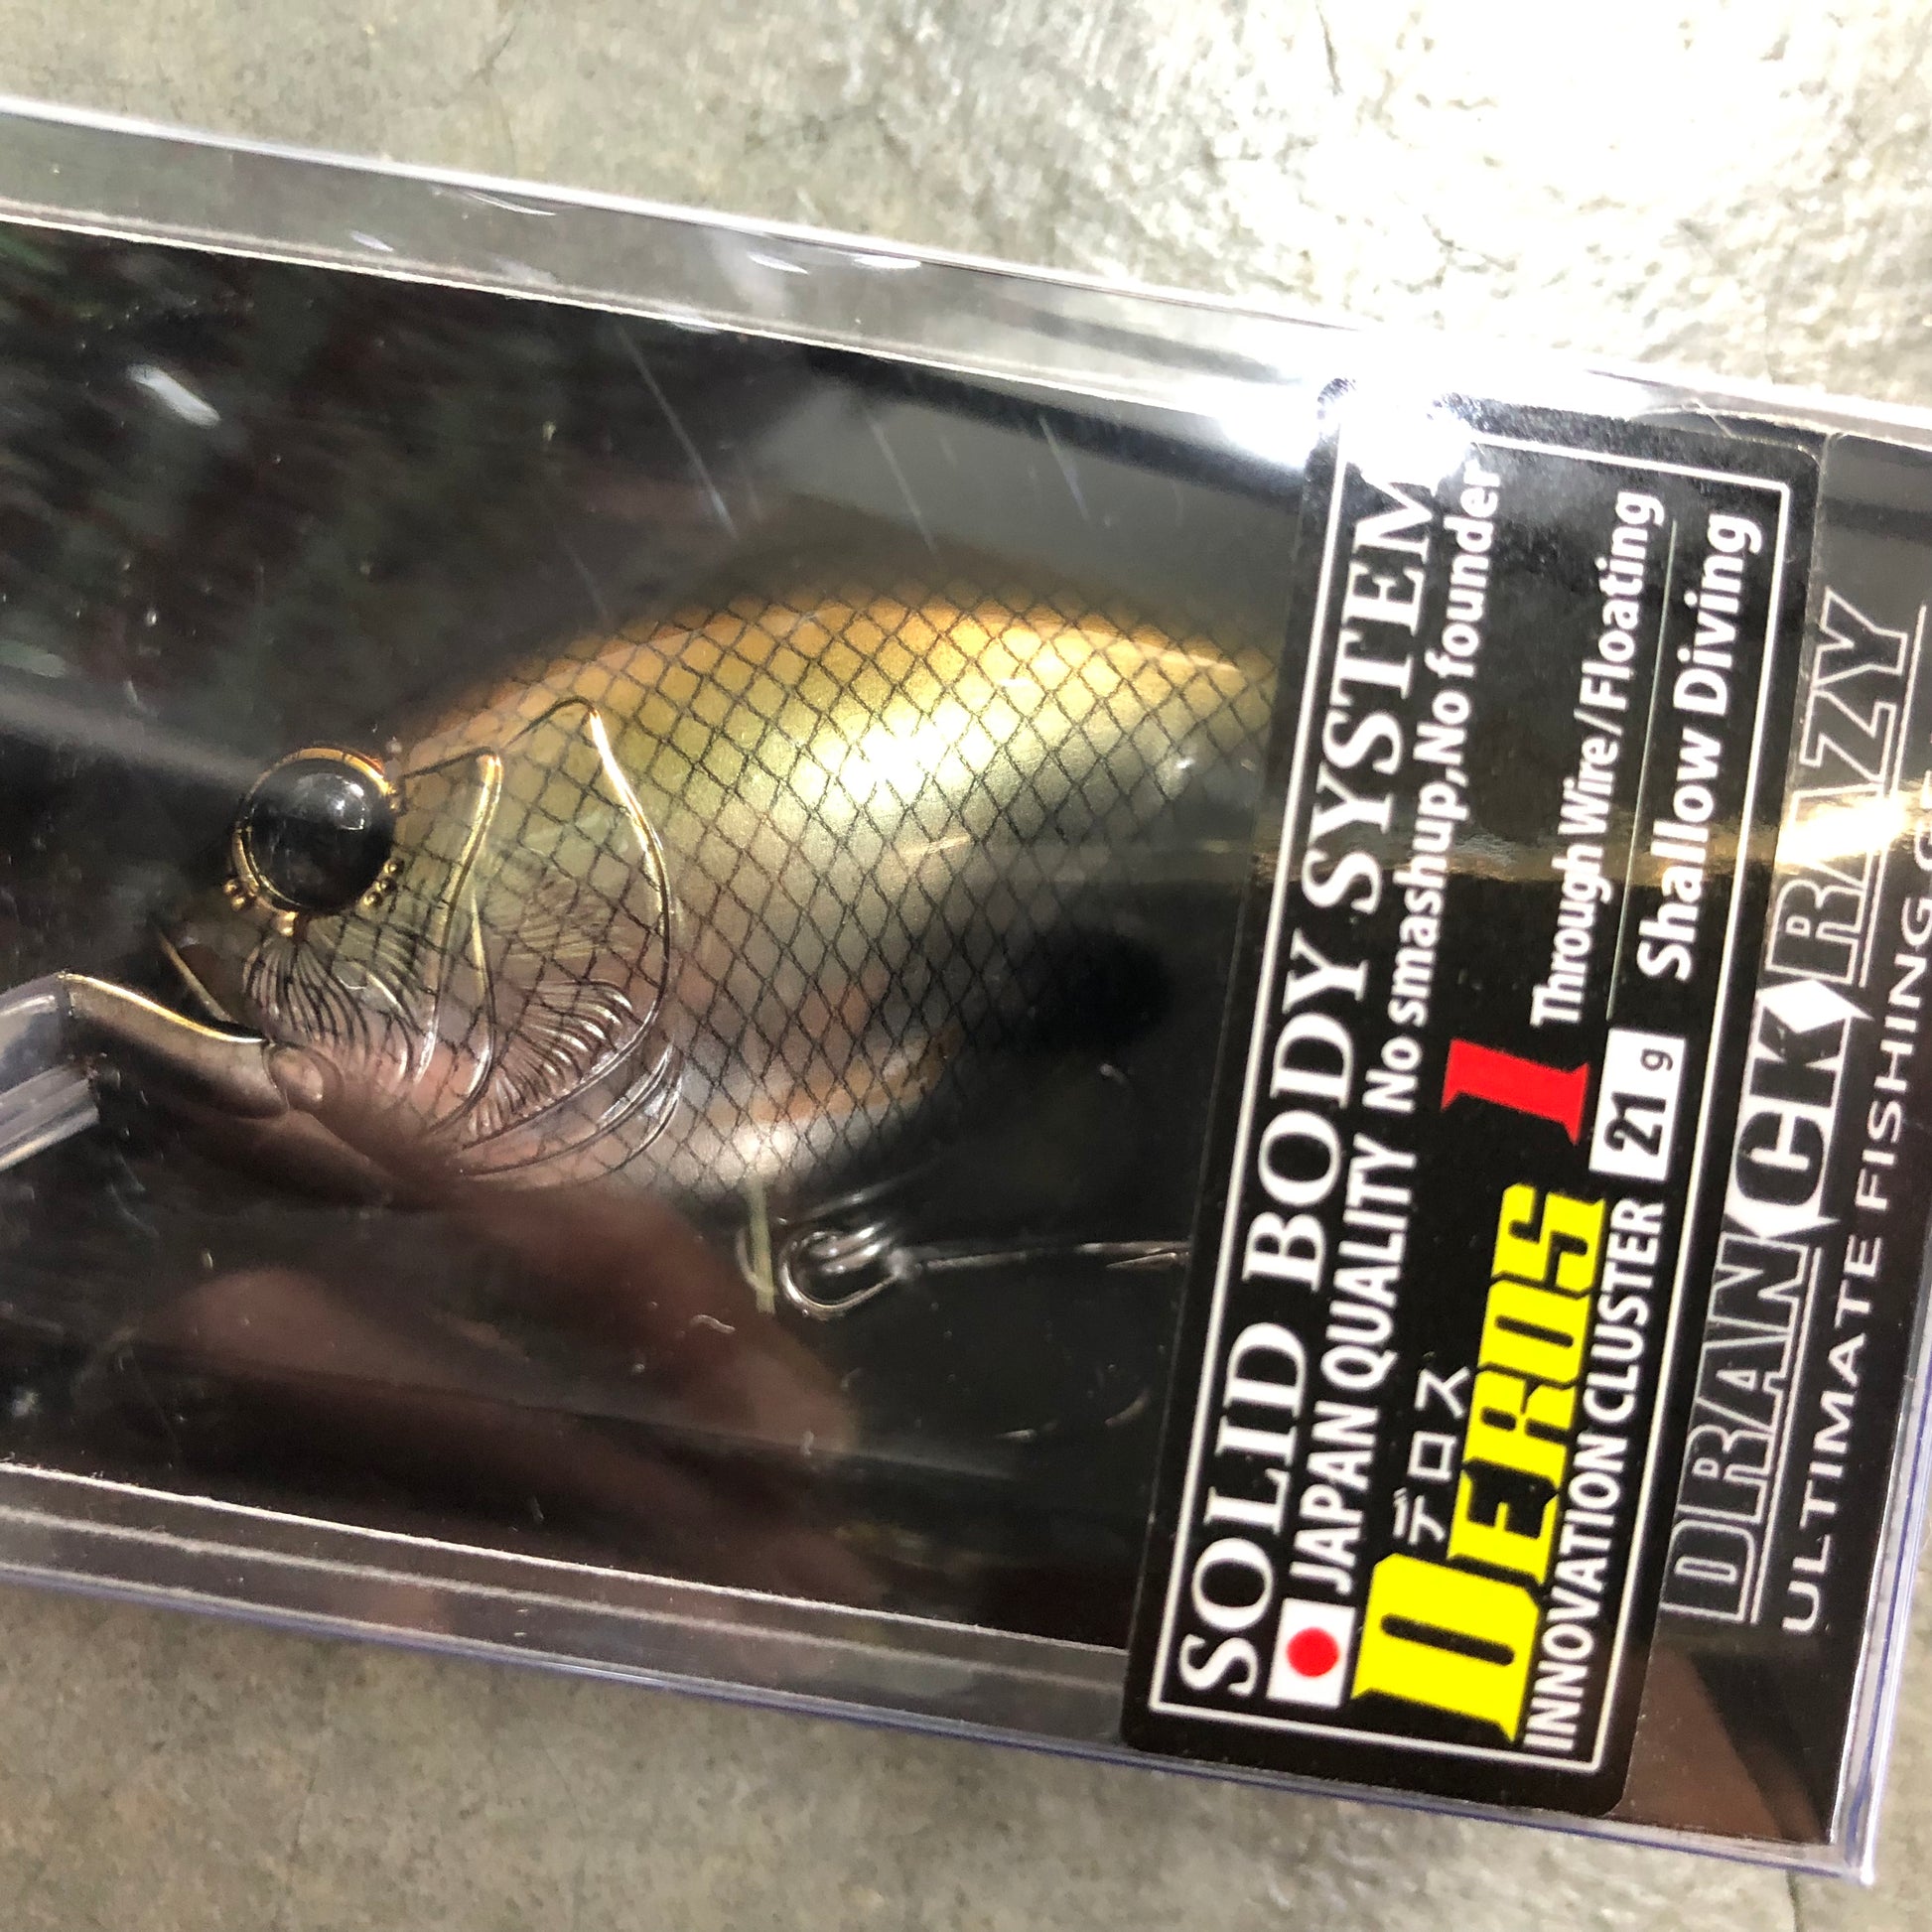 SOLID BODY SYSTEM
JAPAN QUALITY No smashup,No founder
デロス
DEROS I
Through Wire/Floating
INNOVATION CLUSTER 21g
Shallow Diving
DRANCKRAZY
ULTIMATE FISHING